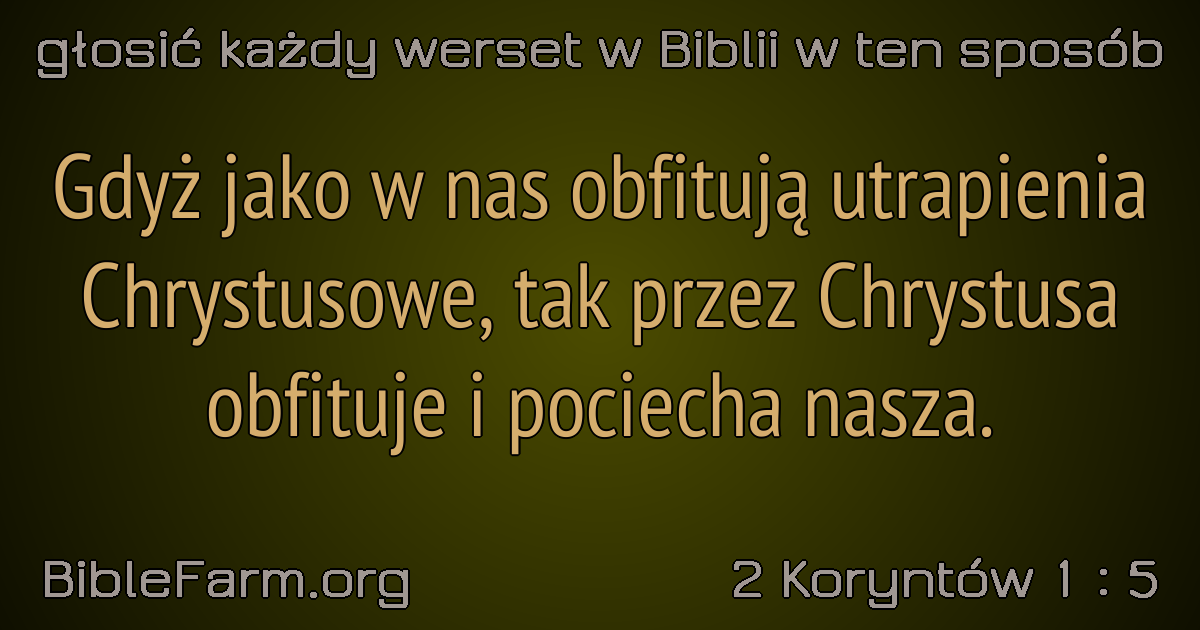 głosić każdy werset w Biblii w ten sposób
Gdyż jako w nas obfitują utrapienia
Chrystusowe, tak przez Chrystusa
obfituje i pociecha nasza.
BibleFarm.org
2 Koryntów 1 : 5